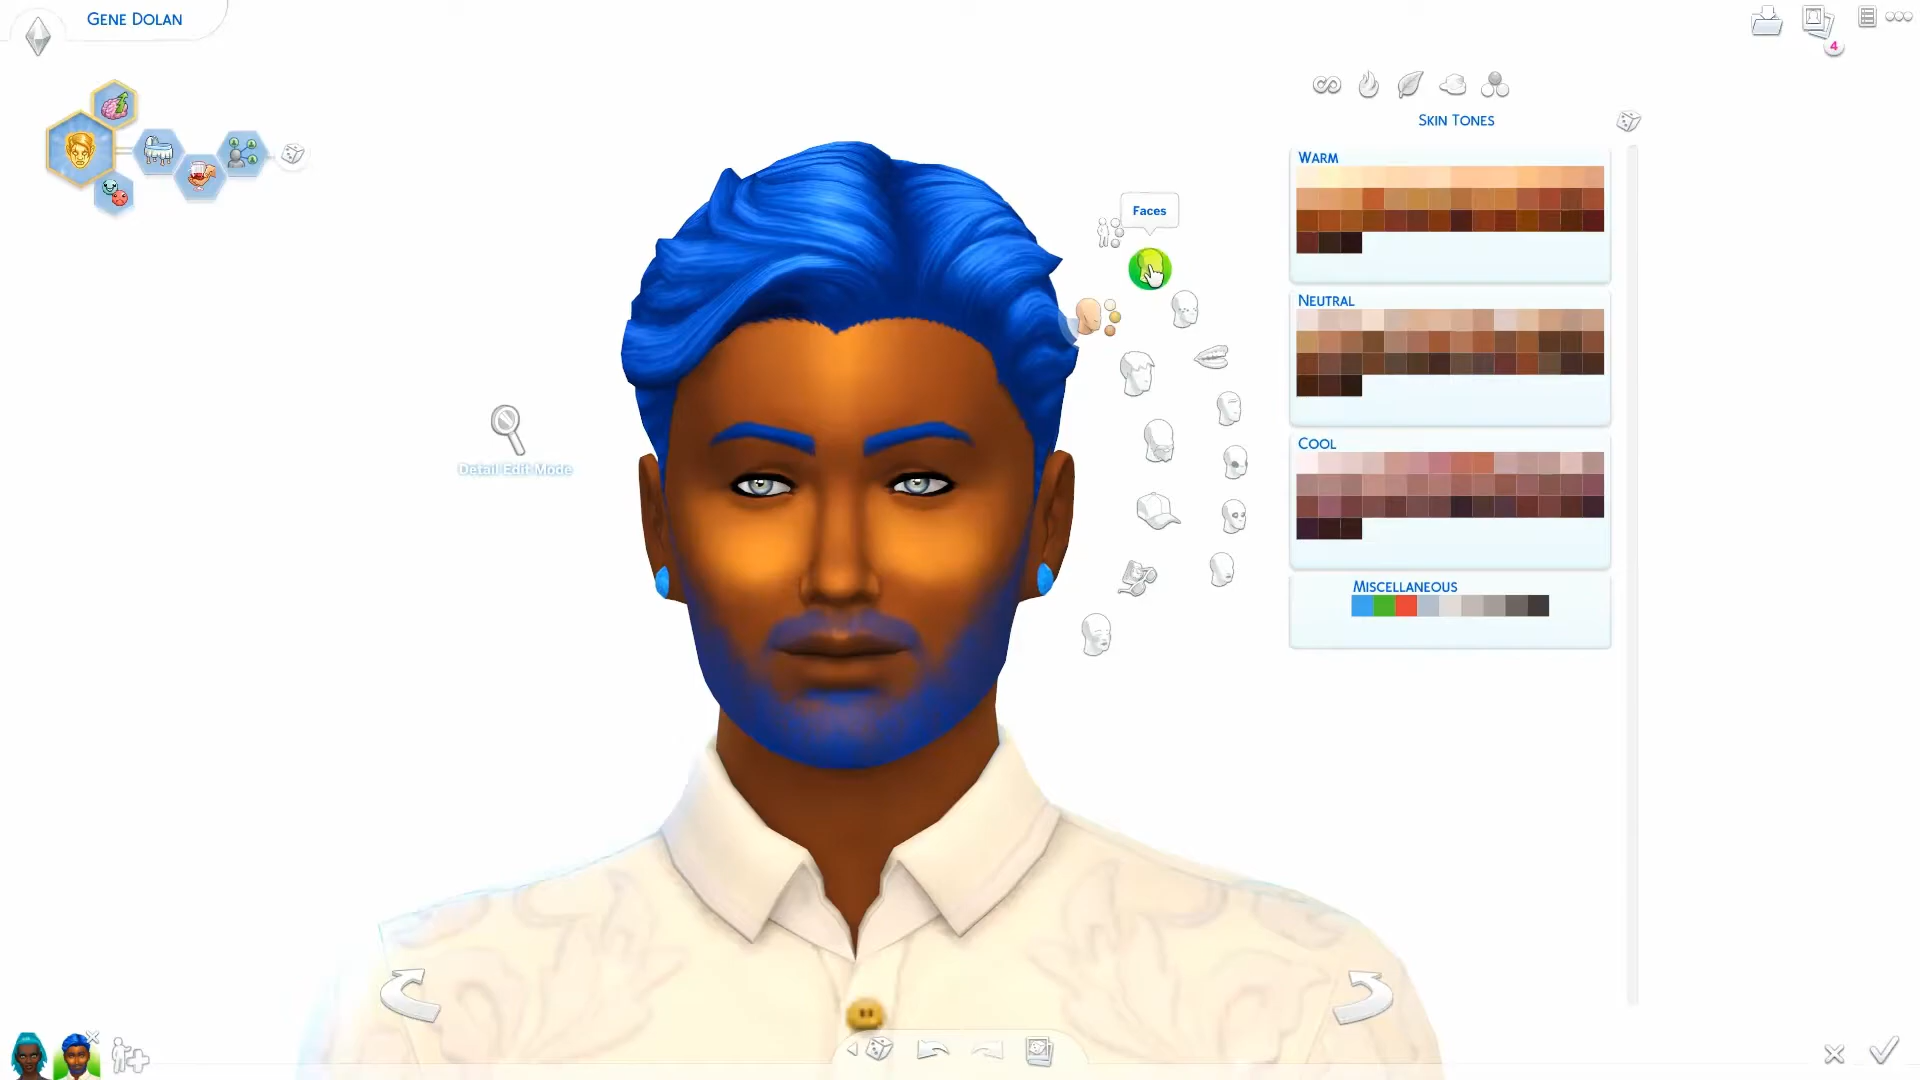 GENE DOLAN
4
SKIN TONES
WARM
Faces
NEUTRAL
COOL
Detail Edit Mode
MISCELLANEOUS